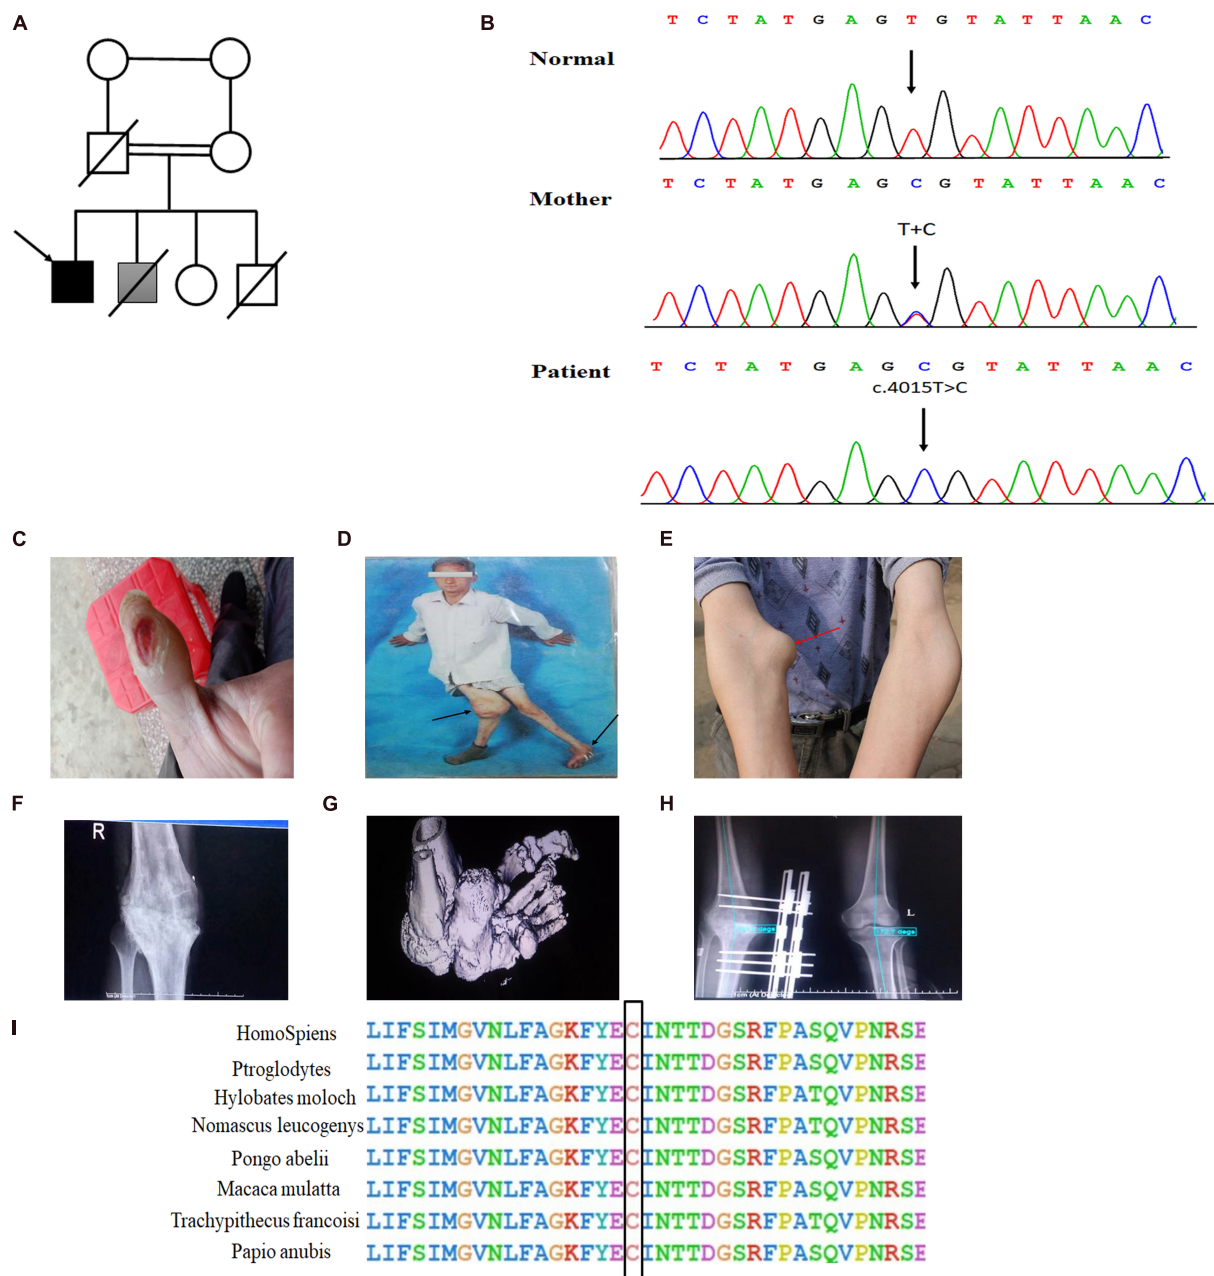 A
B
T C T A T G A G T G T A T T A A C
Normal
T C T A T G A G C G T A T T A A C
Mother
T+C
T C T A T G A G C G T A T T A A C
Patient
c.4015T>C
C
D
E
F
G
H
R
L
I
HomoSpiens LIFSIMGVNLFAGKFYECINTTDGSRFPASQVPNRSE
Ptroglodytes LIFSIMGVNLFAGKFYECINTTDGSRFPASQVPNRSE
Hylobates moloch LIFSIMGVNLFAGKFYECINTTDGSRFPATQVPNRSE
Nomascus leucogenys LIFSIMGVNLFAGKFYECINTTDGSRFPATQVPNRSE
Pongo abelii LIFSIMGVNLFAGKFYECINTTDGSRFPASQVPNRSE
Macaca mulatta LIFSIMGVNLFAGKFYECINTTDGSRFPASQVPNRSE
Trachypithecus francoisi LIFSIMGVNLFAGKFYECINTTDGSRFPATQVPNRSE
Papio anubis LIFSIMGVNLFAGKFYECINTTDGSRFPASQVPNRSE